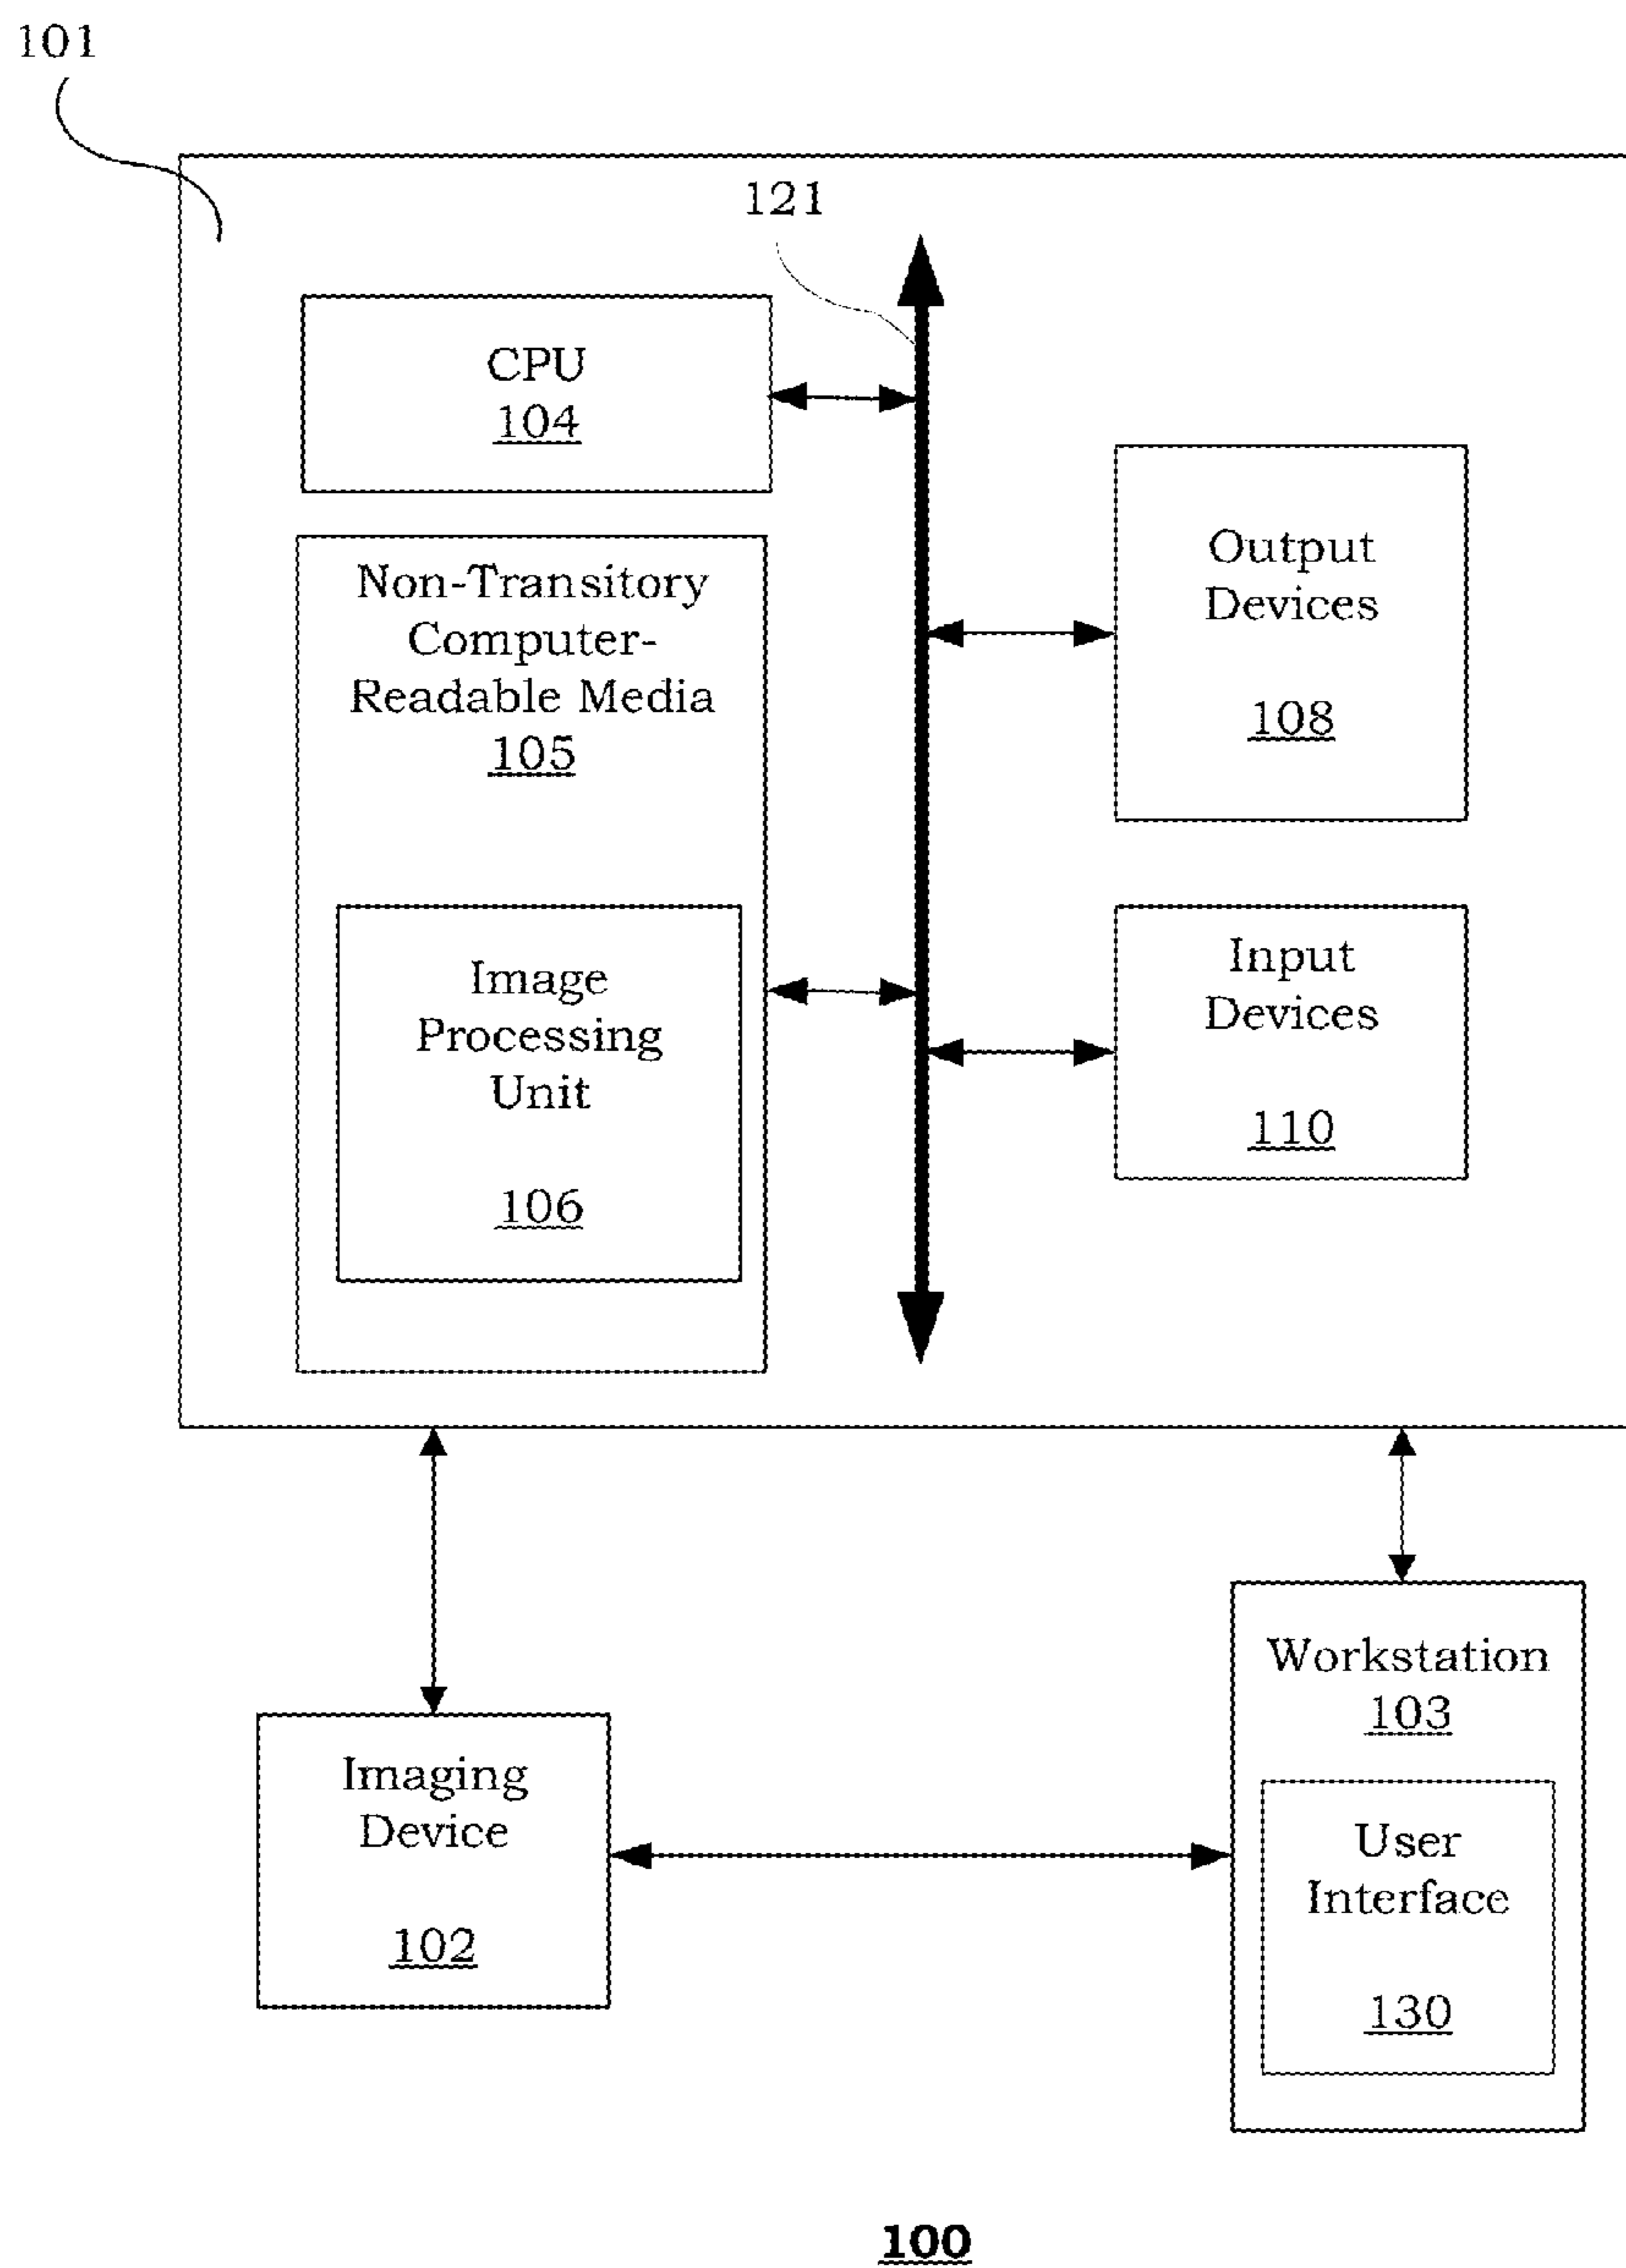 101
121
CPU
104
Non-Transitory
Computer-
Readable Media
105
Image
Processing
Unit
106
Output
Devices
108
Input
Devices
110
Imaging
Device
102
Workstation
103
User
Interface
130
100